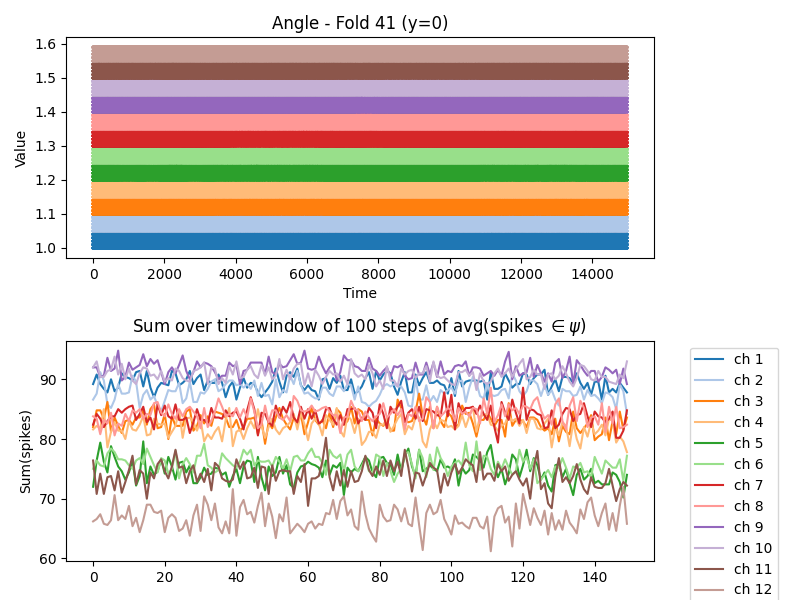 Angle - Fold 41 (y=0)
Value
1.6
1.5
1.4
1.3
1.2
1.1
1.0
0 2000 4000 6000 8000 10000 12000 14000
Time
Sum over timewindow of 100 steps of avg(spikes ∈ψ)
Sum(spikes)
90
80
70
60
0 20 40 60 80 100 120 140
ch 1
ch 2
ch 3
ch 4
ch 5
ch 6
ch 7
ch 8
ch 9
ch 10
ch 11
ch 12